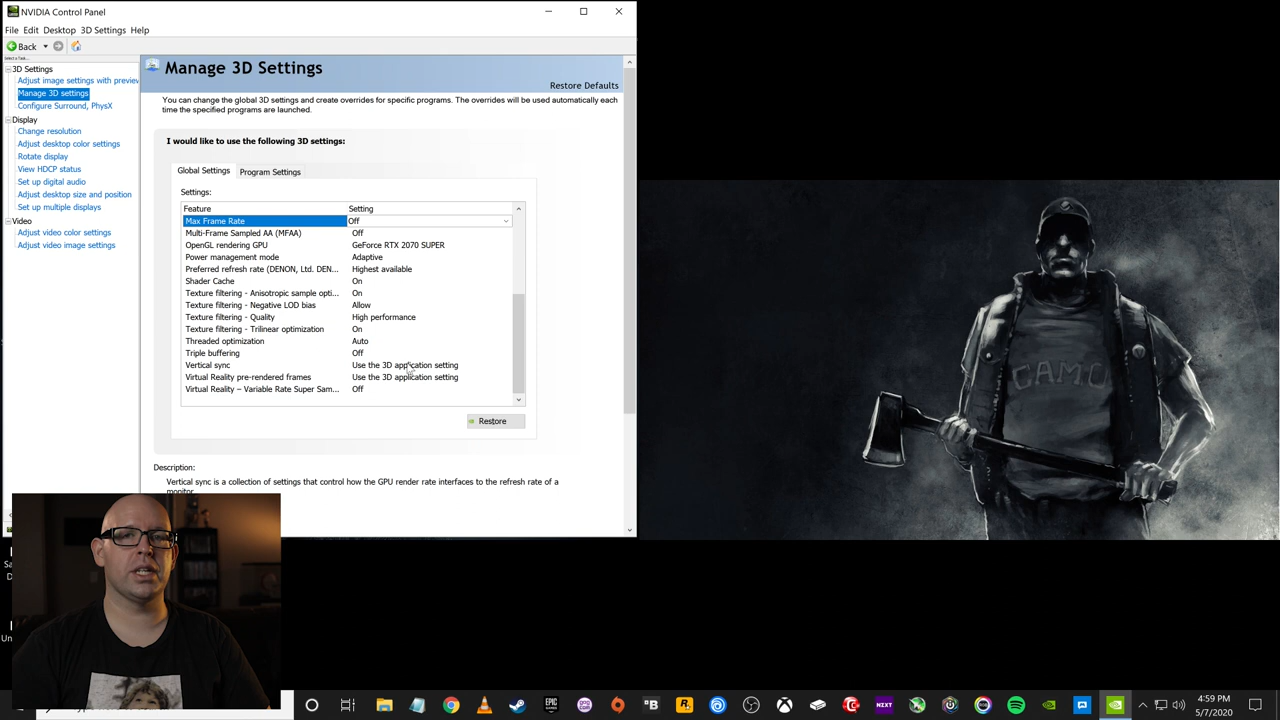 NVIDIA Control Panel
File Edit Desktop 3D Settings Help
Back
Select a Task...
3D Settings
Adjust image settings with preview
Manage 3D settings
Configure Surround, PhysX
Display
Change resolution
Adjust desktop color settings
Rotate display
View HDCP status
Set up digital audio
Adjust desktop size and position
Set up multiple displays
Video
Adjust video color settings
Adjust video image settings
Manage 3D Settings
Restore Defaults
You can change the global 3D settings and create overrides for specific programs. The overrides will be used automatically each
time the specified programs are launched.
I would like to use the following 3D settings:
Global Settings Program Settings
Settings:
Feature Setting
Max Frame Rate Off
Multi-Frame Sampled AA (MFAA) Off
OpenGL rendering GPU GeForce RTX 2070 SUPER
Power management mode Adaptive
Preferred refresh rate (DENON, Ltd. DEN... Highest available
Shader Cache On
Texture filtering - Anisotropic sample opti... On
Texture filtering - Negative LOD bias Allow
Texture filtering - Quality High performance
Texture filtering - Trilinear optimization On
Threaded optimization Auto
Triple buffering Off
Vertical sync Use the 3D application setting
Virtual Reality pre-rendered frames Use the 3D application setting
Virtual Reality – Variable Rate Super Sam... Off
Restore
Description:
Vertical sync is a collection of settings that control how the GPU render rate interfaces to the refresh rate of a
monitor.
CAMO
EPIC
GAMES
B
R
NZXT
4:59 PM
5/7/2020